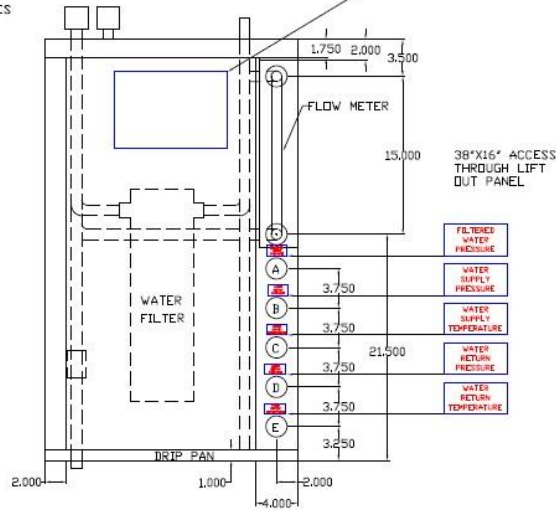 1.750
2.000
3.500
FLOW METER
15.000
38"X16" ACCESS
THROUGH LIFT
OUT PANEL
FILTERED
WATER
PRESSURE
A
WATER
SUPPLY
PRESSURE
3.750
B
WATER
FILTER
WATER
SUPPLY
TEMPERATURE
3.750
C
21.500
WATER
RETURN
PRESSURE
3.750
D
WATER
RETURN
TEMPERATURE
3.750
E
3.250
DRIP PAN
2.000
1.000
2.000
4.000